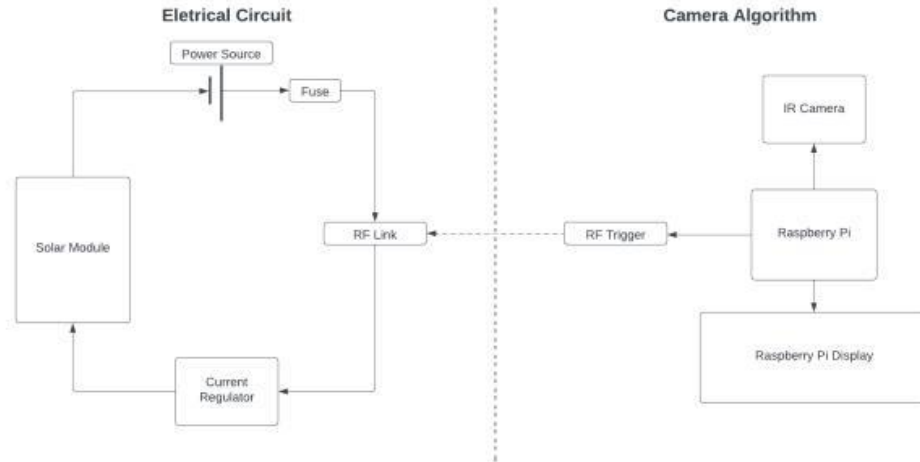 Eletrical Circuit
Camera Algorithm
Power Source
Fuse
IR Camera
Solar Module
RF Link
RF Trigger
Raspberry Pi
Raspberry Pi Display
Current
Regulator